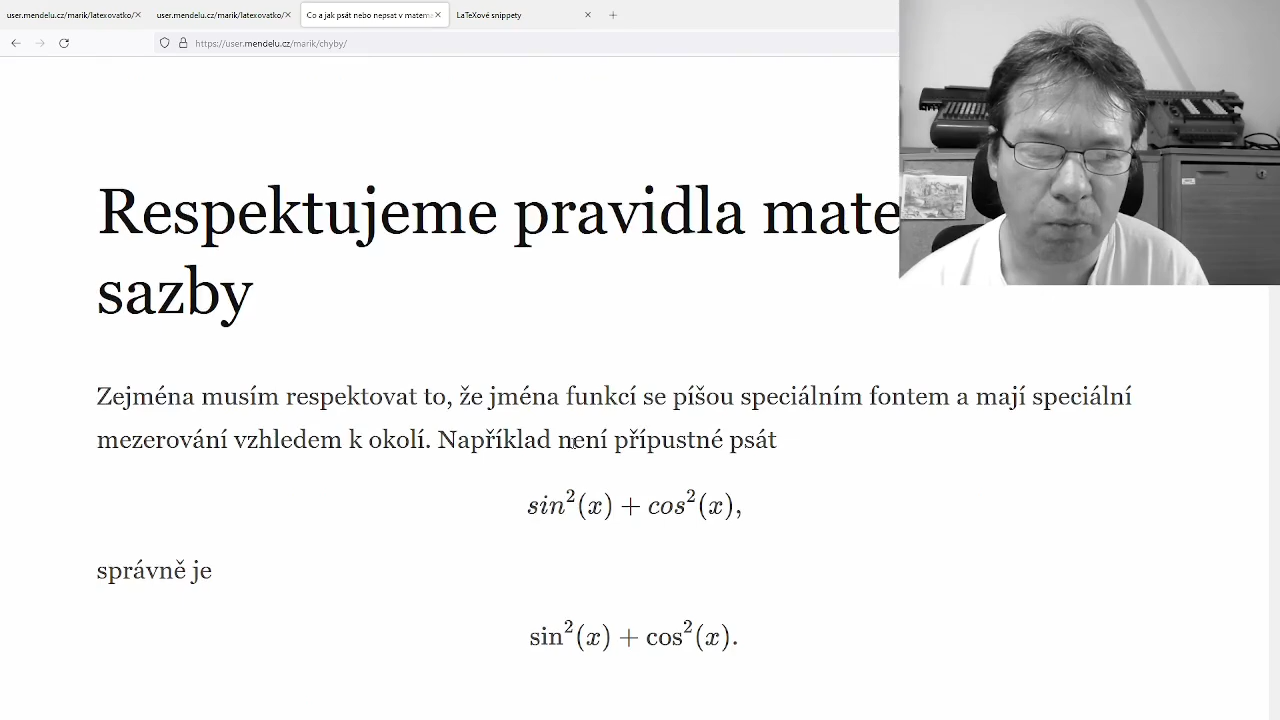 user.mendelu.cz/marik/latexovatko/ user.mendelu.cz/marik/latexovatko/ Co a jak psát nebo nepsat v matem LaTeXové snippety
https://user.mendelu.cz/marik/chyby/
Respektujeme pravidla mate
sazby
Zejména musím respektovat to, že jména funkcí se píšou speciálním fontem a mají speciální
mezerování vzhledem k okolí. Například není přípustné psát
sin²(x) + cos²(x),
správně je
sin²(x) + cos²(x).